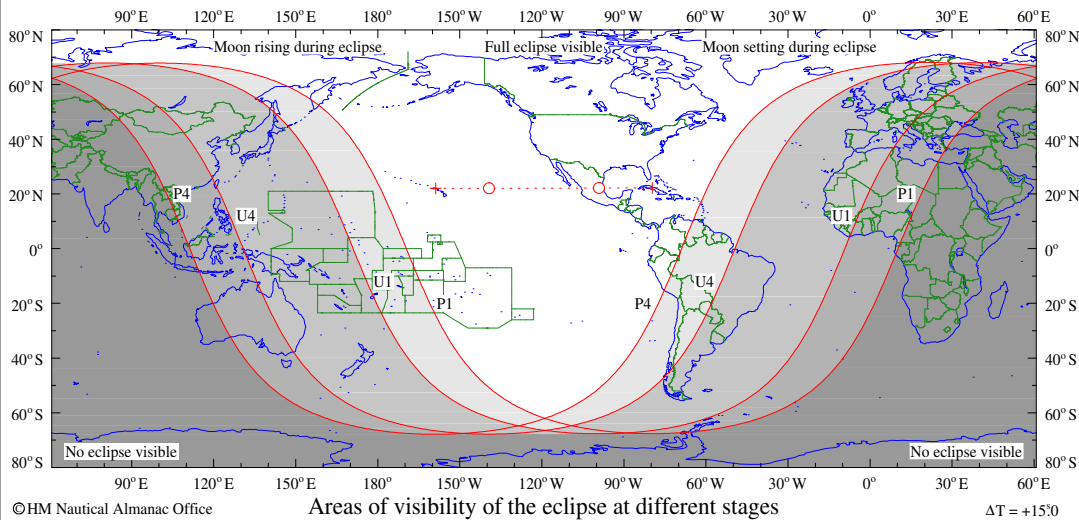 90°E 120°E 150°E 180° 150°W 120°W 90°W 60°W 30°W 0° 30°E 60°E
80°N 80°N
Moon rising during eclipse Full eclipse visible Moon setting during eclipse
60°N 60°N
40°N 40°N
20°N P4 P1 20°N
U4 U1
0° 0°
U1 U4
20°S P1 P4 20°S
40°S 40°S
60°S 60°S
No eclipse visible No eclipse visible
80°S 80°S
90°E 120°E 150°E 180° 150°W 120°W 90°W 60°W 30°W 0° 30°E 60°E
©HM Nautical Almanac Office Areas of visibility of the eclipse at different stages ΔT = +15ˢ.0